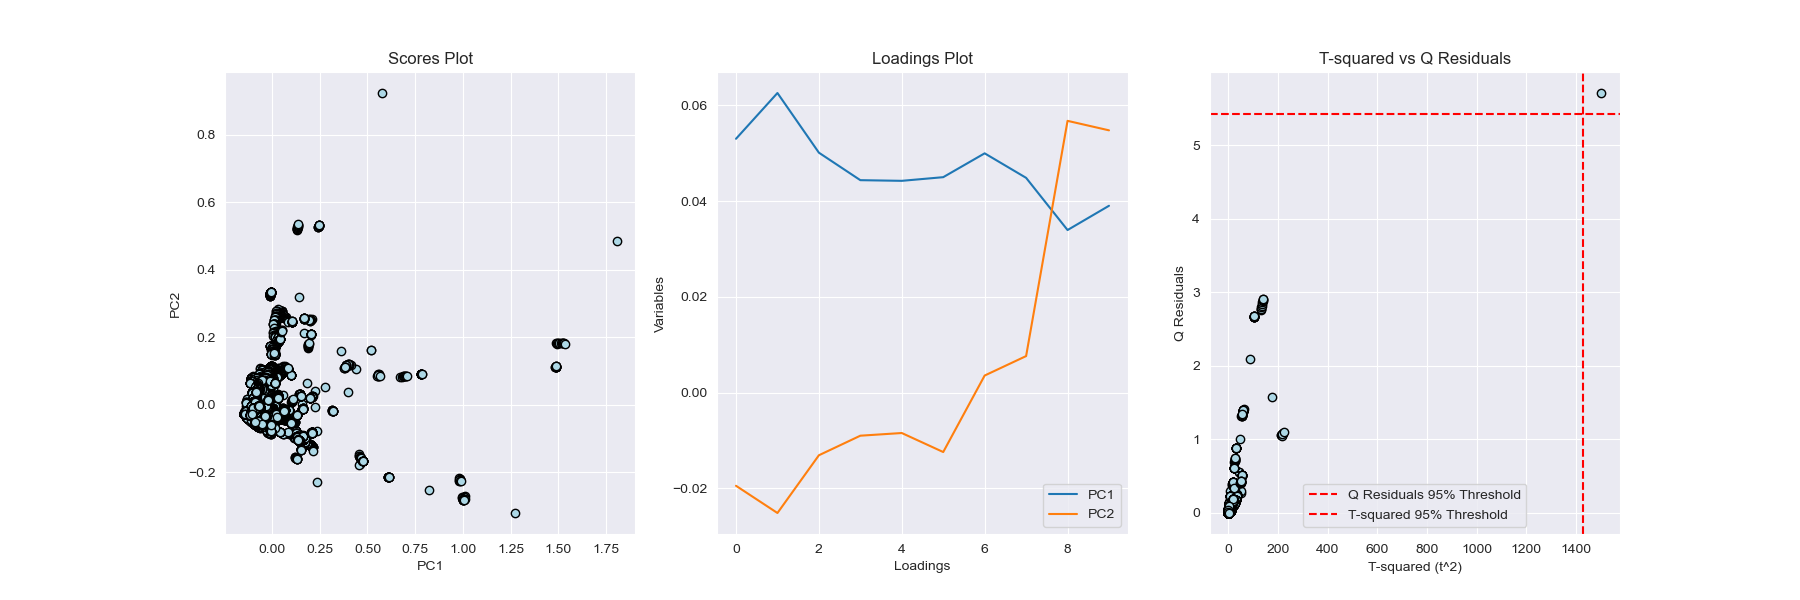 Scores Plot
PC2
0.8
0.6
0.4
0.2
0.0
−0.2
0.00 0.25 0.50 0.75 1.00 1.25 1.50 1.75
PC1
Loadings Plot
Variables
0.06
0.04
0.02
0.00
−0.02
0 2 4 6 8
Loadings
PC1
PC2
T-squared vs Q Residuals
Q Residuals
5
4
3
2
1
0
0 200 400 600 800 1000 1200 1400
T-squared (t^2)
Q Residuals 95% Threshold
T-squared 95% Threshold